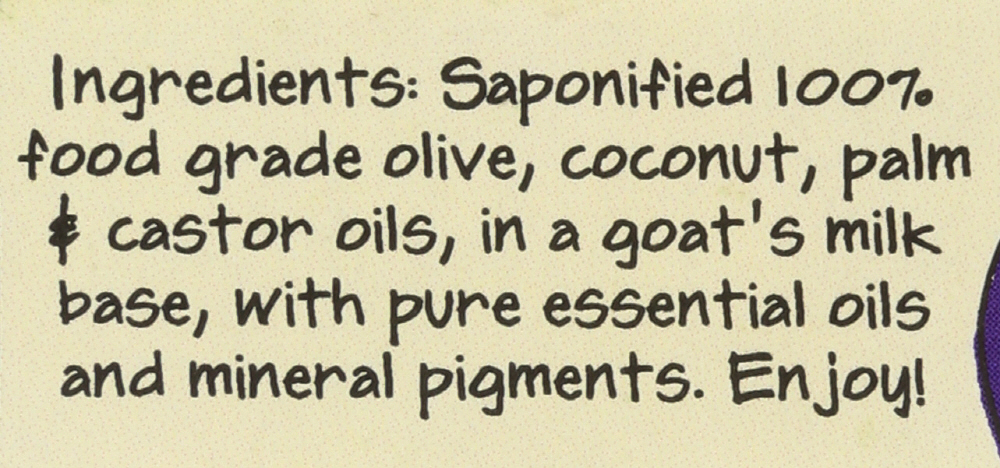 Ingredients: Saponified 100%
food grade olive, coconut, palm
& castor oils, in a goat's milk
base, with pure essential oils
and mineral pigments. Enjoy!